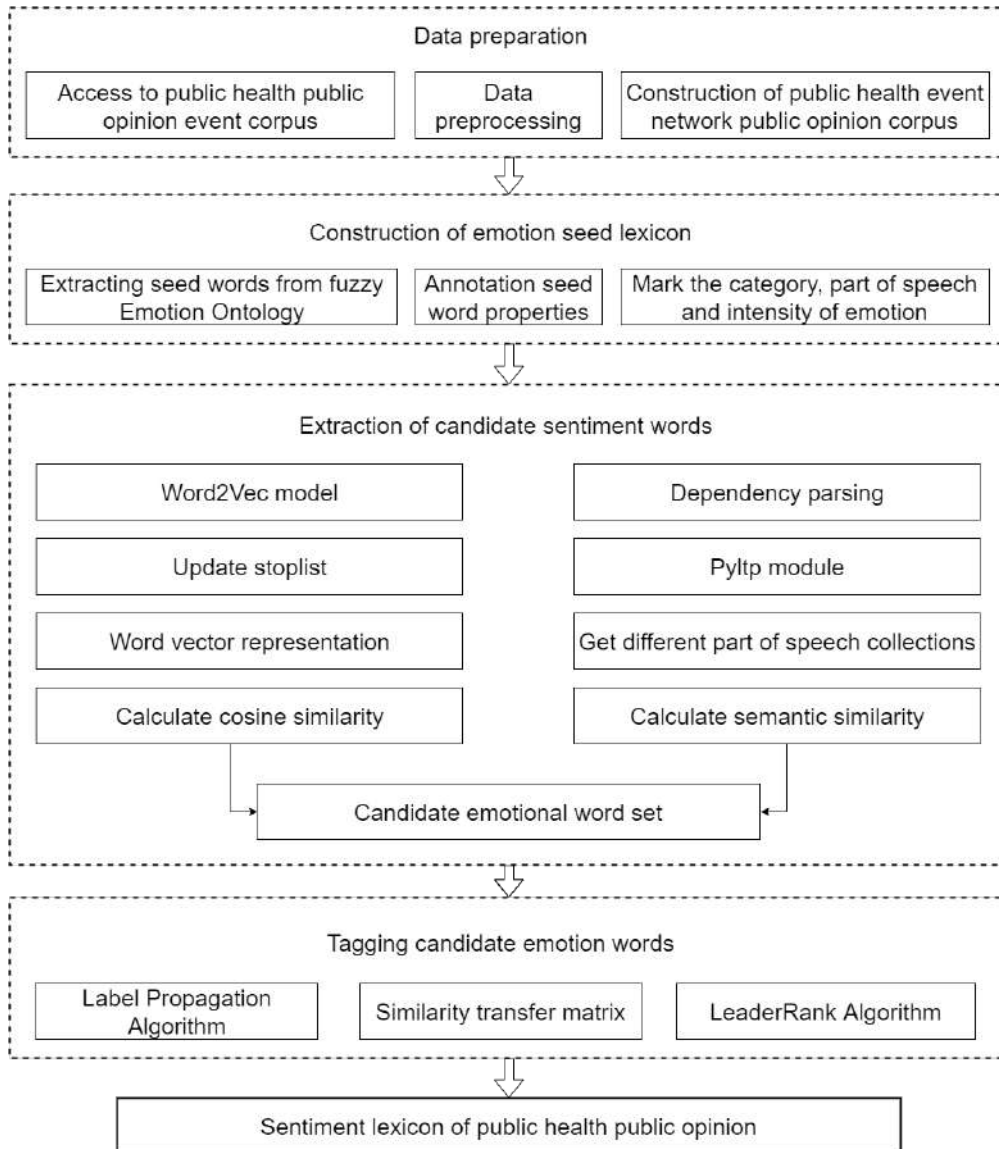 Data preparation
Access to public health public
opinion event corpus
Data
preprocessing
Construction of public health event
network public opinion corpus
Construction of emotion seed lexicon
Extracting seed words from fuzzy
Emotion Ontology
Annotation seed
word properties
Mark the category, part of speech
and intensity of emotion
Extraction of candidate sentiment words
Word2Vec model
Dependency parsing
Update stoplist
Pyltp module
Word vector representation
Get different part of speech collections
Calculate cosine similarity
Calculate semantic similarity
Candidate emotional word set
Tagging candidate emotion words
Label Propagation
Algorithm
Similarity transfer matrix
LeaderRank Algorithm
Sentiment lexicon of public health public opinion